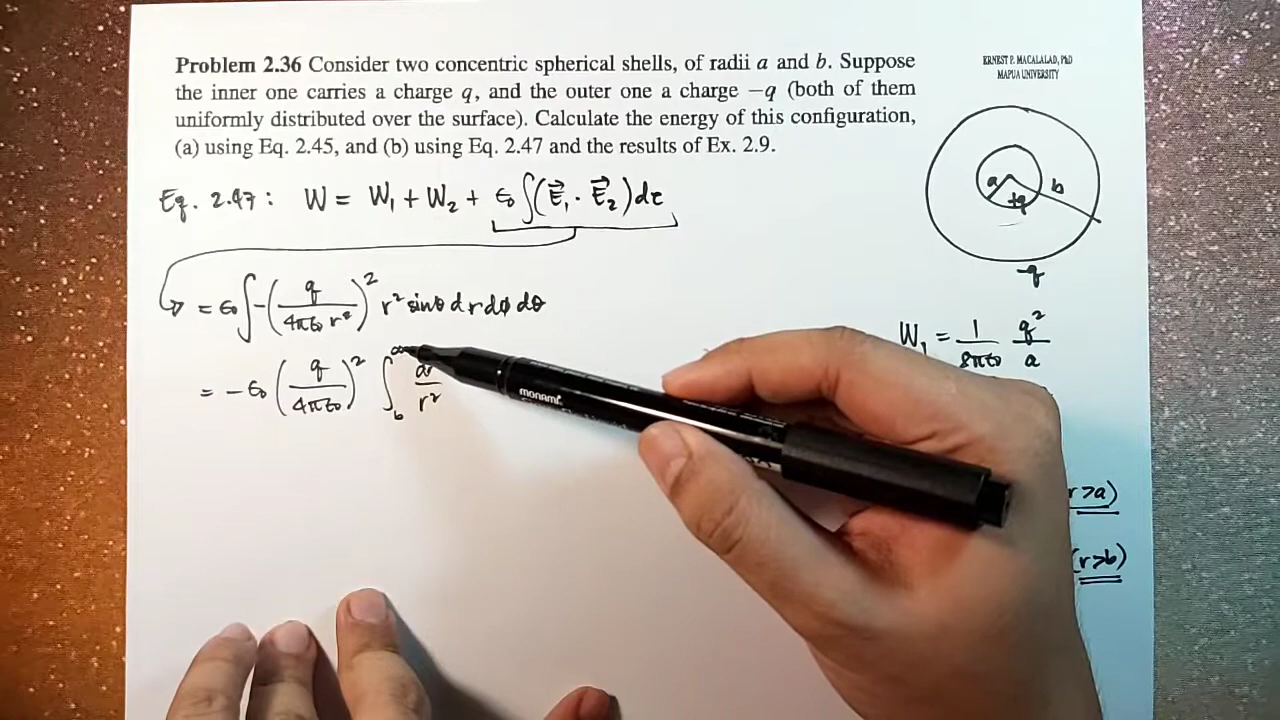 Problem 2.36 Consider two concentric spherical shells, of radii a and b. Suppose
the inner one carries a charge q, and the outer one a charge −q (both of them
uniformly distributed over the surface). Calculate the energy of this configuration,
(a) using Eq. 2.45, and (b) using Eq. 2.47 and the results of Ex. 2.9.
ERNEST P. MACALALAD, PhD
MAPUA UNIVERSITY
Eq. 2.47: W = W₁ + W₂ + ε₀∫(E⃗₁ · E⃗₂)dτ
a
b
+q
-q
= ε₀∫-(q/4πε₀r²)² r² sinθ dr dφ dθ
= -ε₀(q/4πε₀)² ∫_b^∞ dr/r²
W₁ = 1/8πε₀ q²/a
r>a)
(r>b)
monami